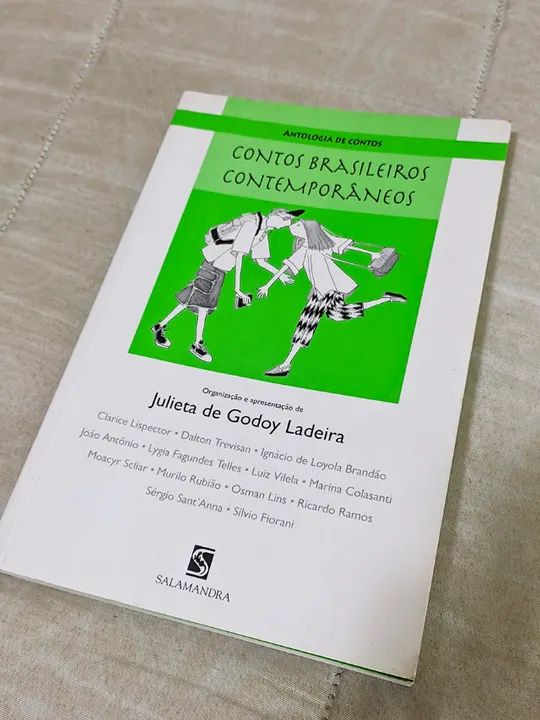 Antologia de contos
Contos Brasileiros
Contemporâneos
Organização e apresentação de
Julieta de Godoy Ladeira
Clarice Lispector • Dalton Trevisan • Ignácio de Loyola Brandão
João Antônio • Lygia Fagundes Telles • Luiz Vilela • Marina Colasanti
Moacyr Scliar • Murilo Rubião • Osman Lins • Ricardo Ramos
Sérgio Sant'Anna • Silvio Fiorani
SALAMANDRA